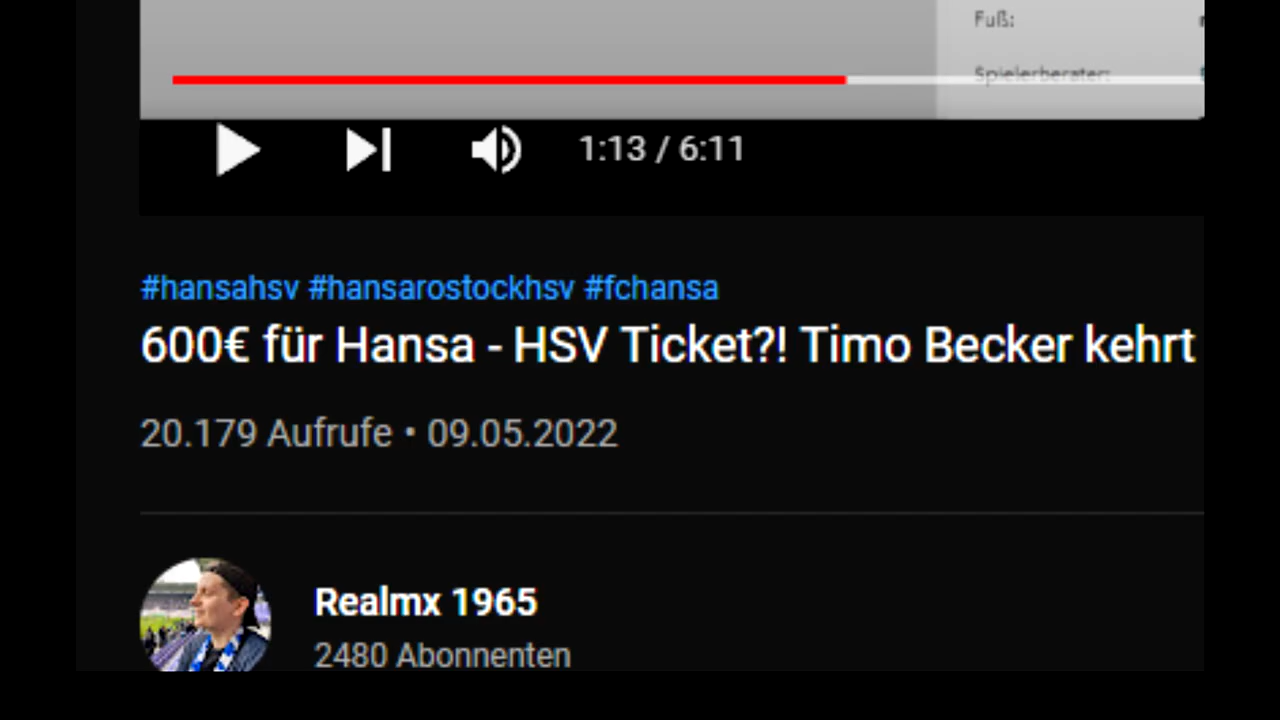 Fuß:
Spielerberater:
1:13 / 6:11
#hansahsv #hansarostockhsv #fchansa
600€ für Hansa - HSV Ticket?! Timo Becker kehrt
20.179 Aufrufe • 09.05.2022
Realmx 1965
2480 Abonnenten